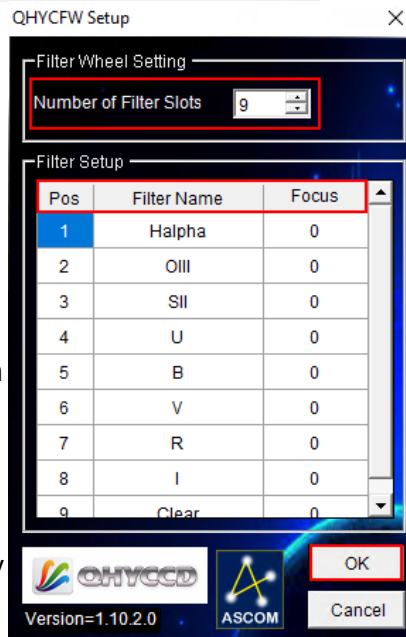 QHYCFW Setup
Filter Wheel Setting
Number of Filter Slots 9
Filter Setup
Pos Filter Name Focus
1 Halpha 0
2 OIII 0
3 SII 0
4 U 0
5 B 0
6 V 0
7 R 0
8 I 0
9 Clear 0
QHYCCD
ASCOM
OK
Version=1.10.2.0
Cancel